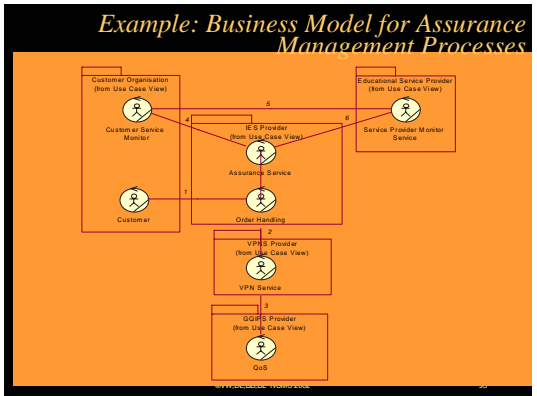 Example: Business Model for Assurance
Management Processes
Customer Organisation
(from Use Case View)
Educational Service Provider
(from Use Case View)
5
4
6
IES Provider
(from Use Case View)
Customer Service
Monitor
Service Provider Monitor
Service
Assurance Service
1
Customer
Order Handling
2
VPNS Provider
(from Use Case View)
VPN Service
3
GQIPS Provider
(from Use Case View)
QoS